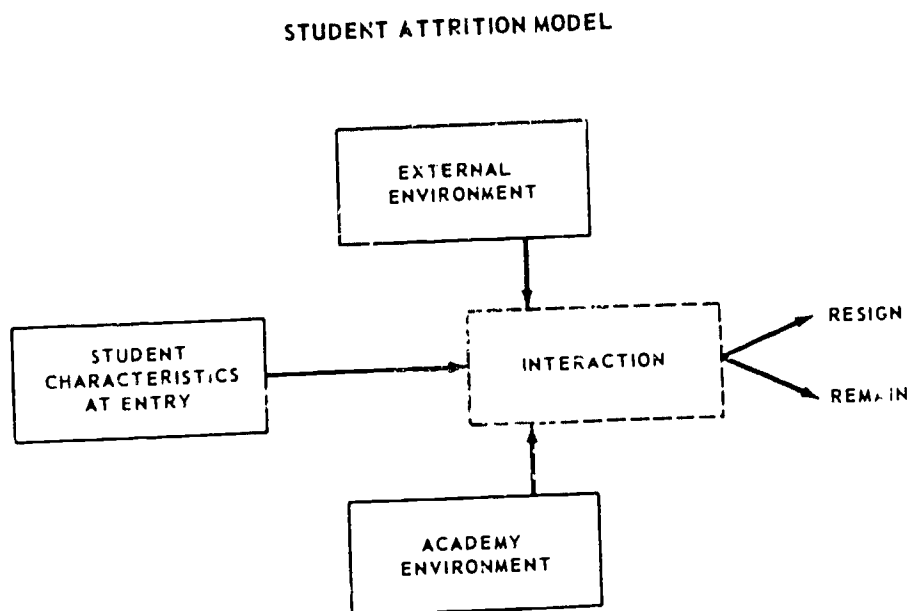 STUDENT ATTRITION MODEL
EXTERNAL
ENVIRONMENT
STUDENT
CHARACTERISTICS
AT ENTRY
INTERACTION
RESIGN
REMAIN
ACADEMY
ENVIRONMENT